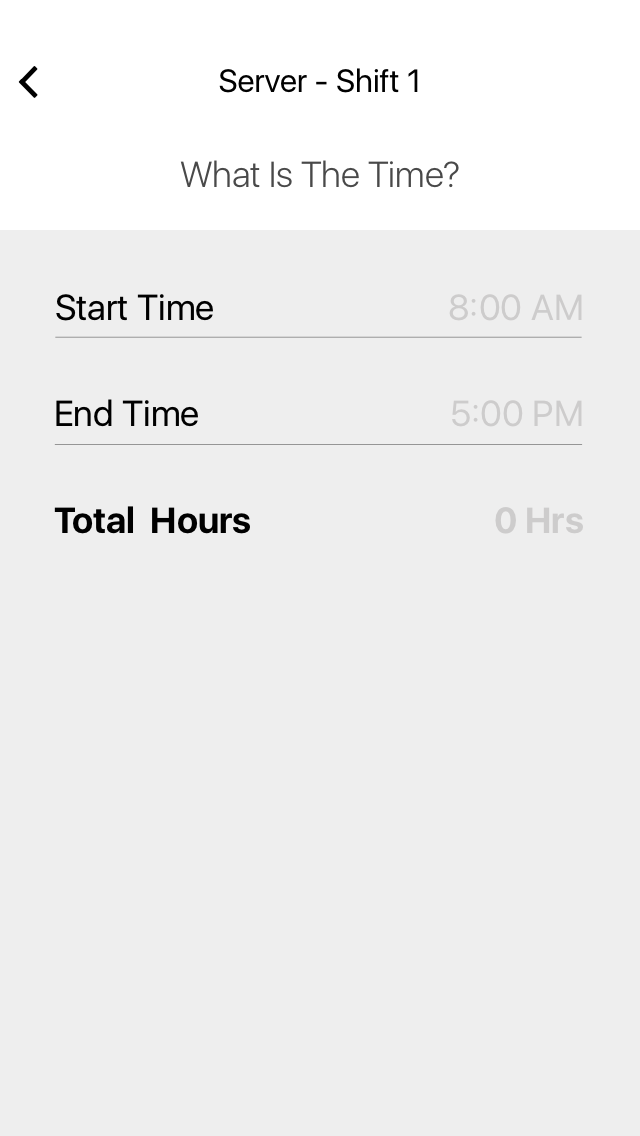 Server - Shift 1
What Is The Time?
Start Time 8:00 AM
End Time 5:00 PM
Total Hours 0 Hrs